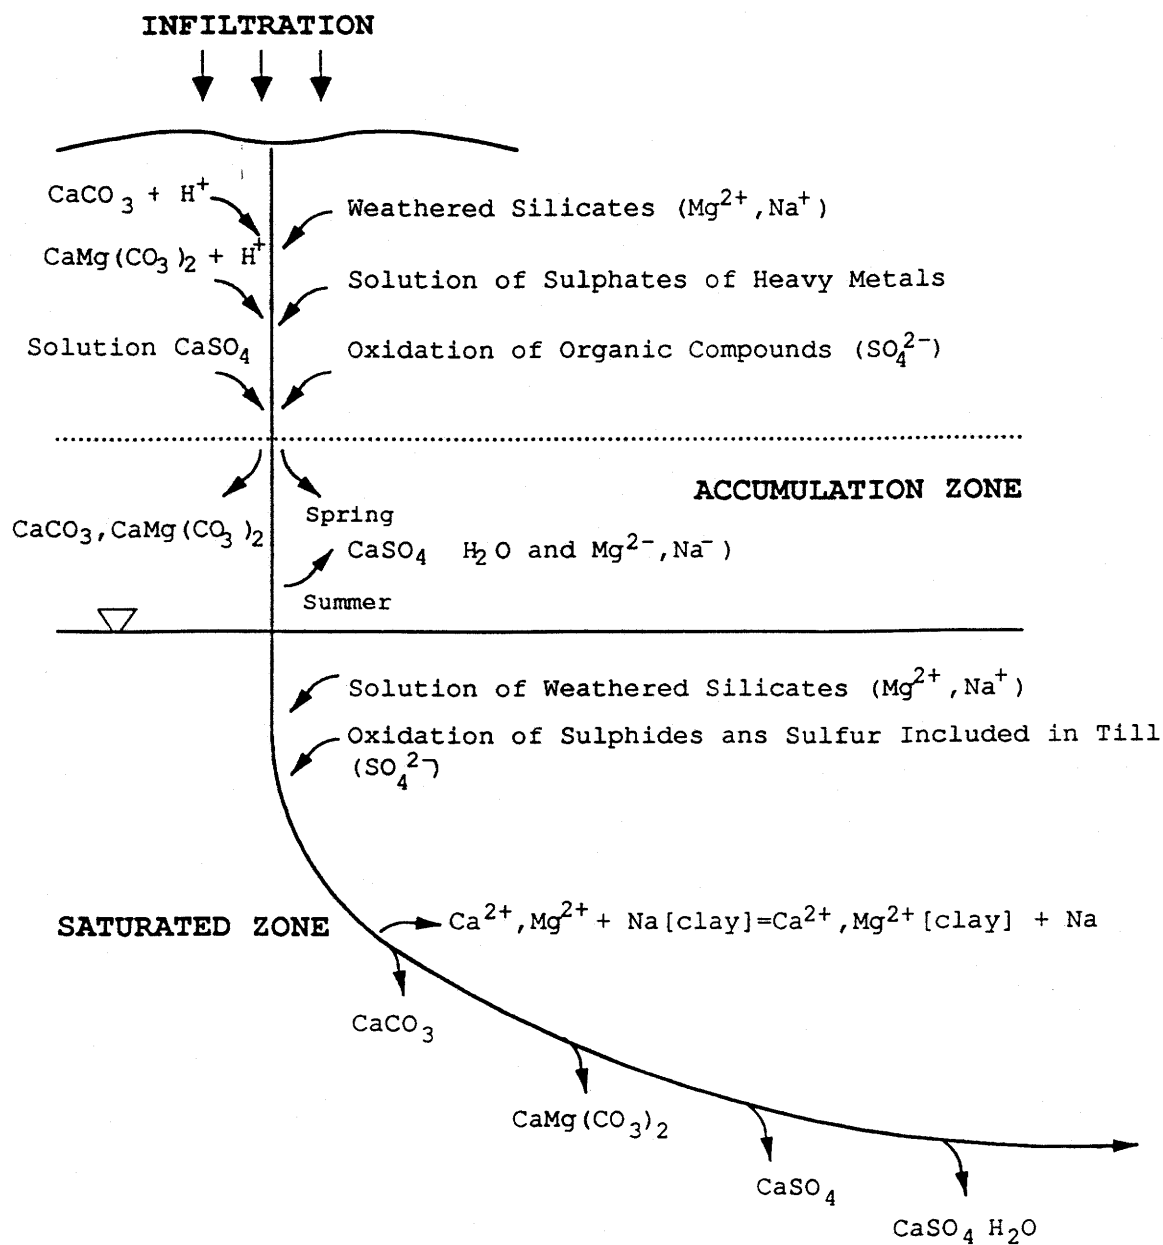 INFILTRATION
CaCO3 + H+
Weathered Silicates (Mg2+,Na+)
CaMg(CO3)2 + H+
Solution of Sulphates of Heavy Metals
Solution CaSO4
Oxidation of Organic Compounds (SO42-)
ACCUMULATION ZONE
CaCO3,CaMg(CO3)2
Spring
CaSO4 H2O and Mg2-,Na-)
Summer
Solution of Weathered Silicates (Mg2+,Na+)
Oxidation of Sulphides ans Sulfur Included in Till
(SO42-)
SATURATED ZONE
Ca2+,Mg2+ + Na[clay]=Ca2+,Mg2+[clay] + Na
CaCO3
CaMg(CO3)2
CaSO4
CaSO4 H2O